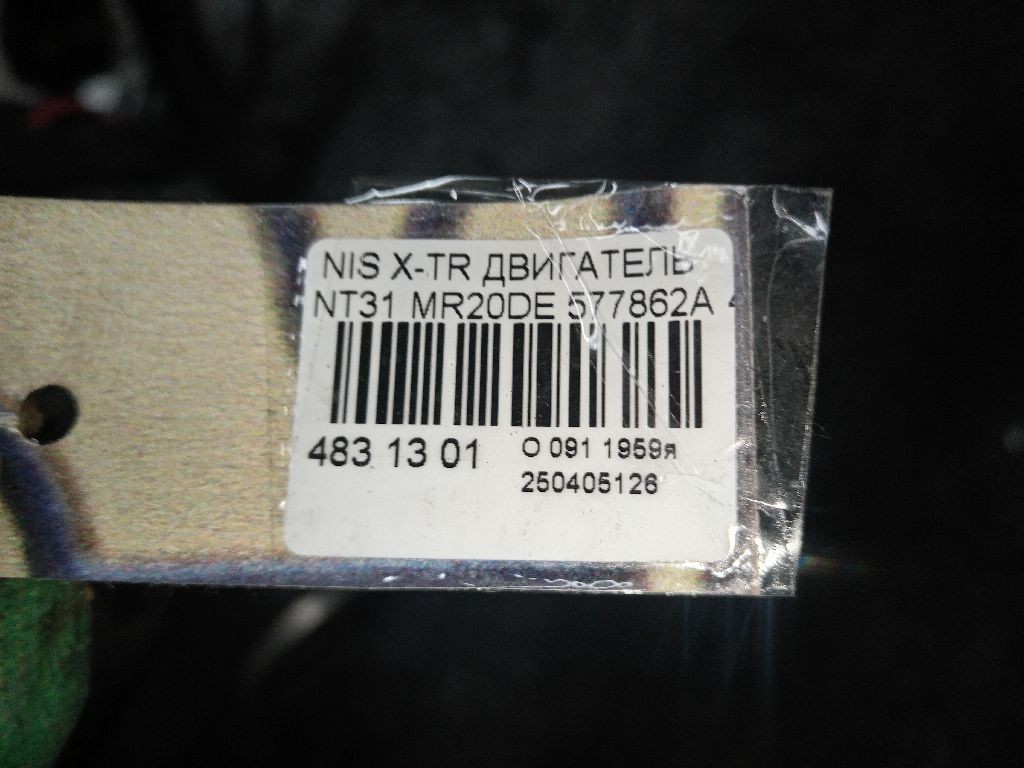 NIS X-TR ДВИГАТЕЛЬ
NT31 MR20DE 577862A
483 13 01
О 091 1959я
250405126